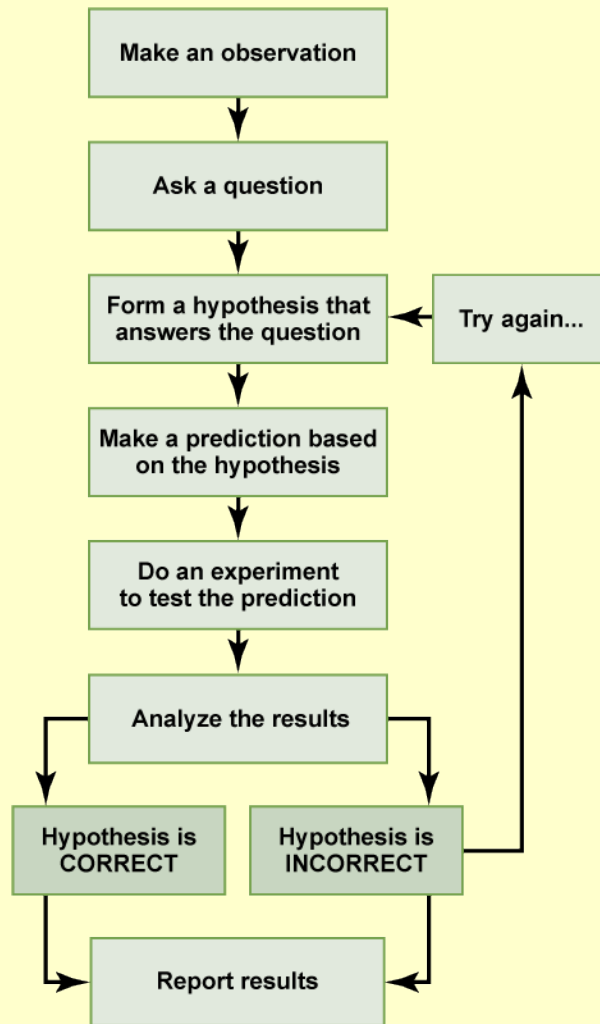 Make an observation
Ask a question
Form a hypothesis that
answers the question
Try again...
Make a prediction based
on the hypothesis
Do an experiment
to test the prediction
Analyze the results
Hypothesis is
CORRECT
Hypothesis is
INCORRECT
Report results